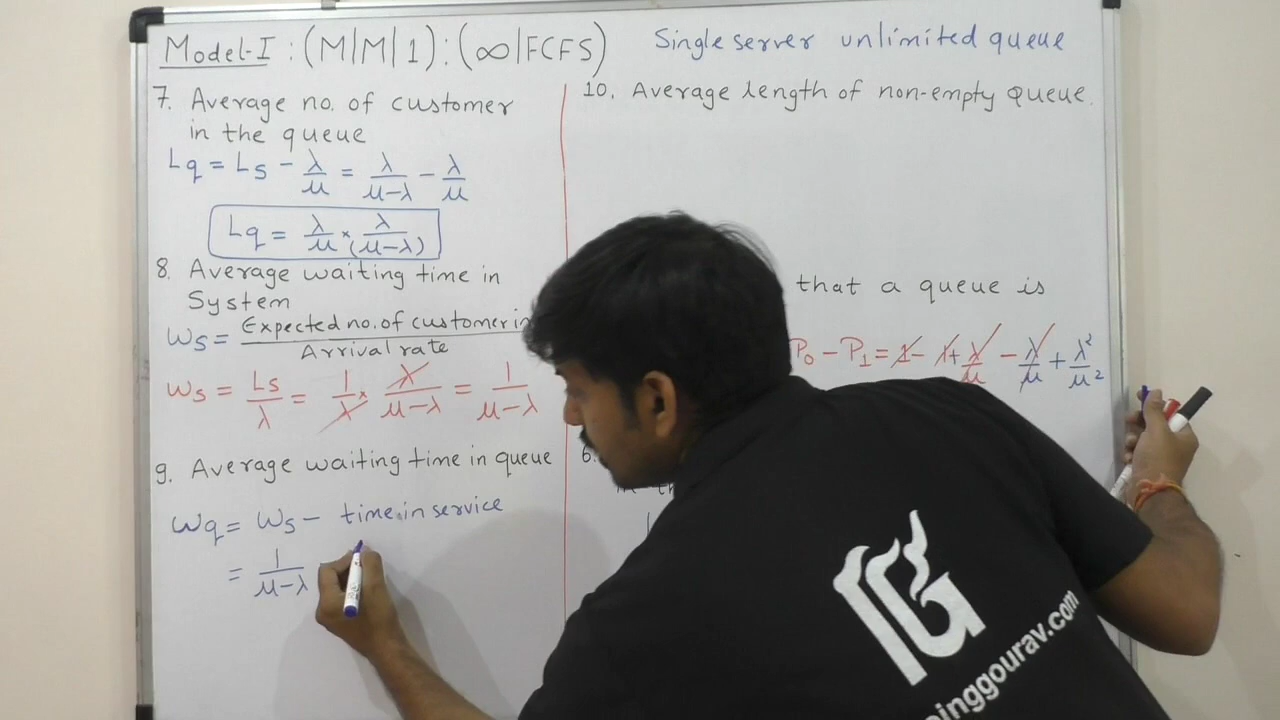 Model-I : (M|M|1) : (∞|FCFS) Single server unlimited queue
7. Average no. of customer
in the queue
Lq = Ls - λ/μ = λ/(μ-λ) - λ/μ
Lq = λ/μ × λ/(μ-λ)
8. Average waiting time in
System
Ws = Expected no. of customer in / Arrival rate
Ws = Ls/λ = 1/λ × λ/(μ-λ) = 1/(μ-λ)
9. Average waiting time in queue
Wq = Ws - time in service
= 1/(μ-λ)
10. Average length of non-empty queue.
that a queue is
P0 - P1 = 1 - 1 + λ/μ - λ/μ + λ²/μ²
6.
inggourav.com